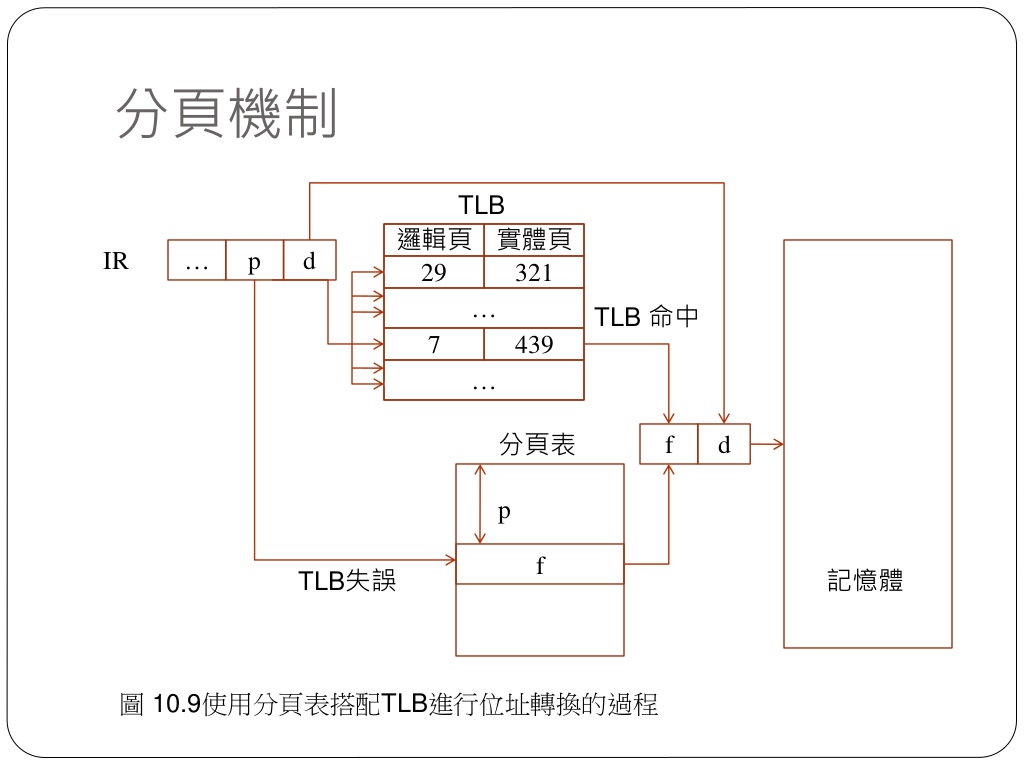 分頁機制
TLB
IR … p d
邏輯頁 實體頁
29 321
…
TLB 命中
7 439
…
分頁表
f d
p
f
TLB失誤
記憶體
圖 10.9使用分頁表搭配TLB進行位址轉換的過程